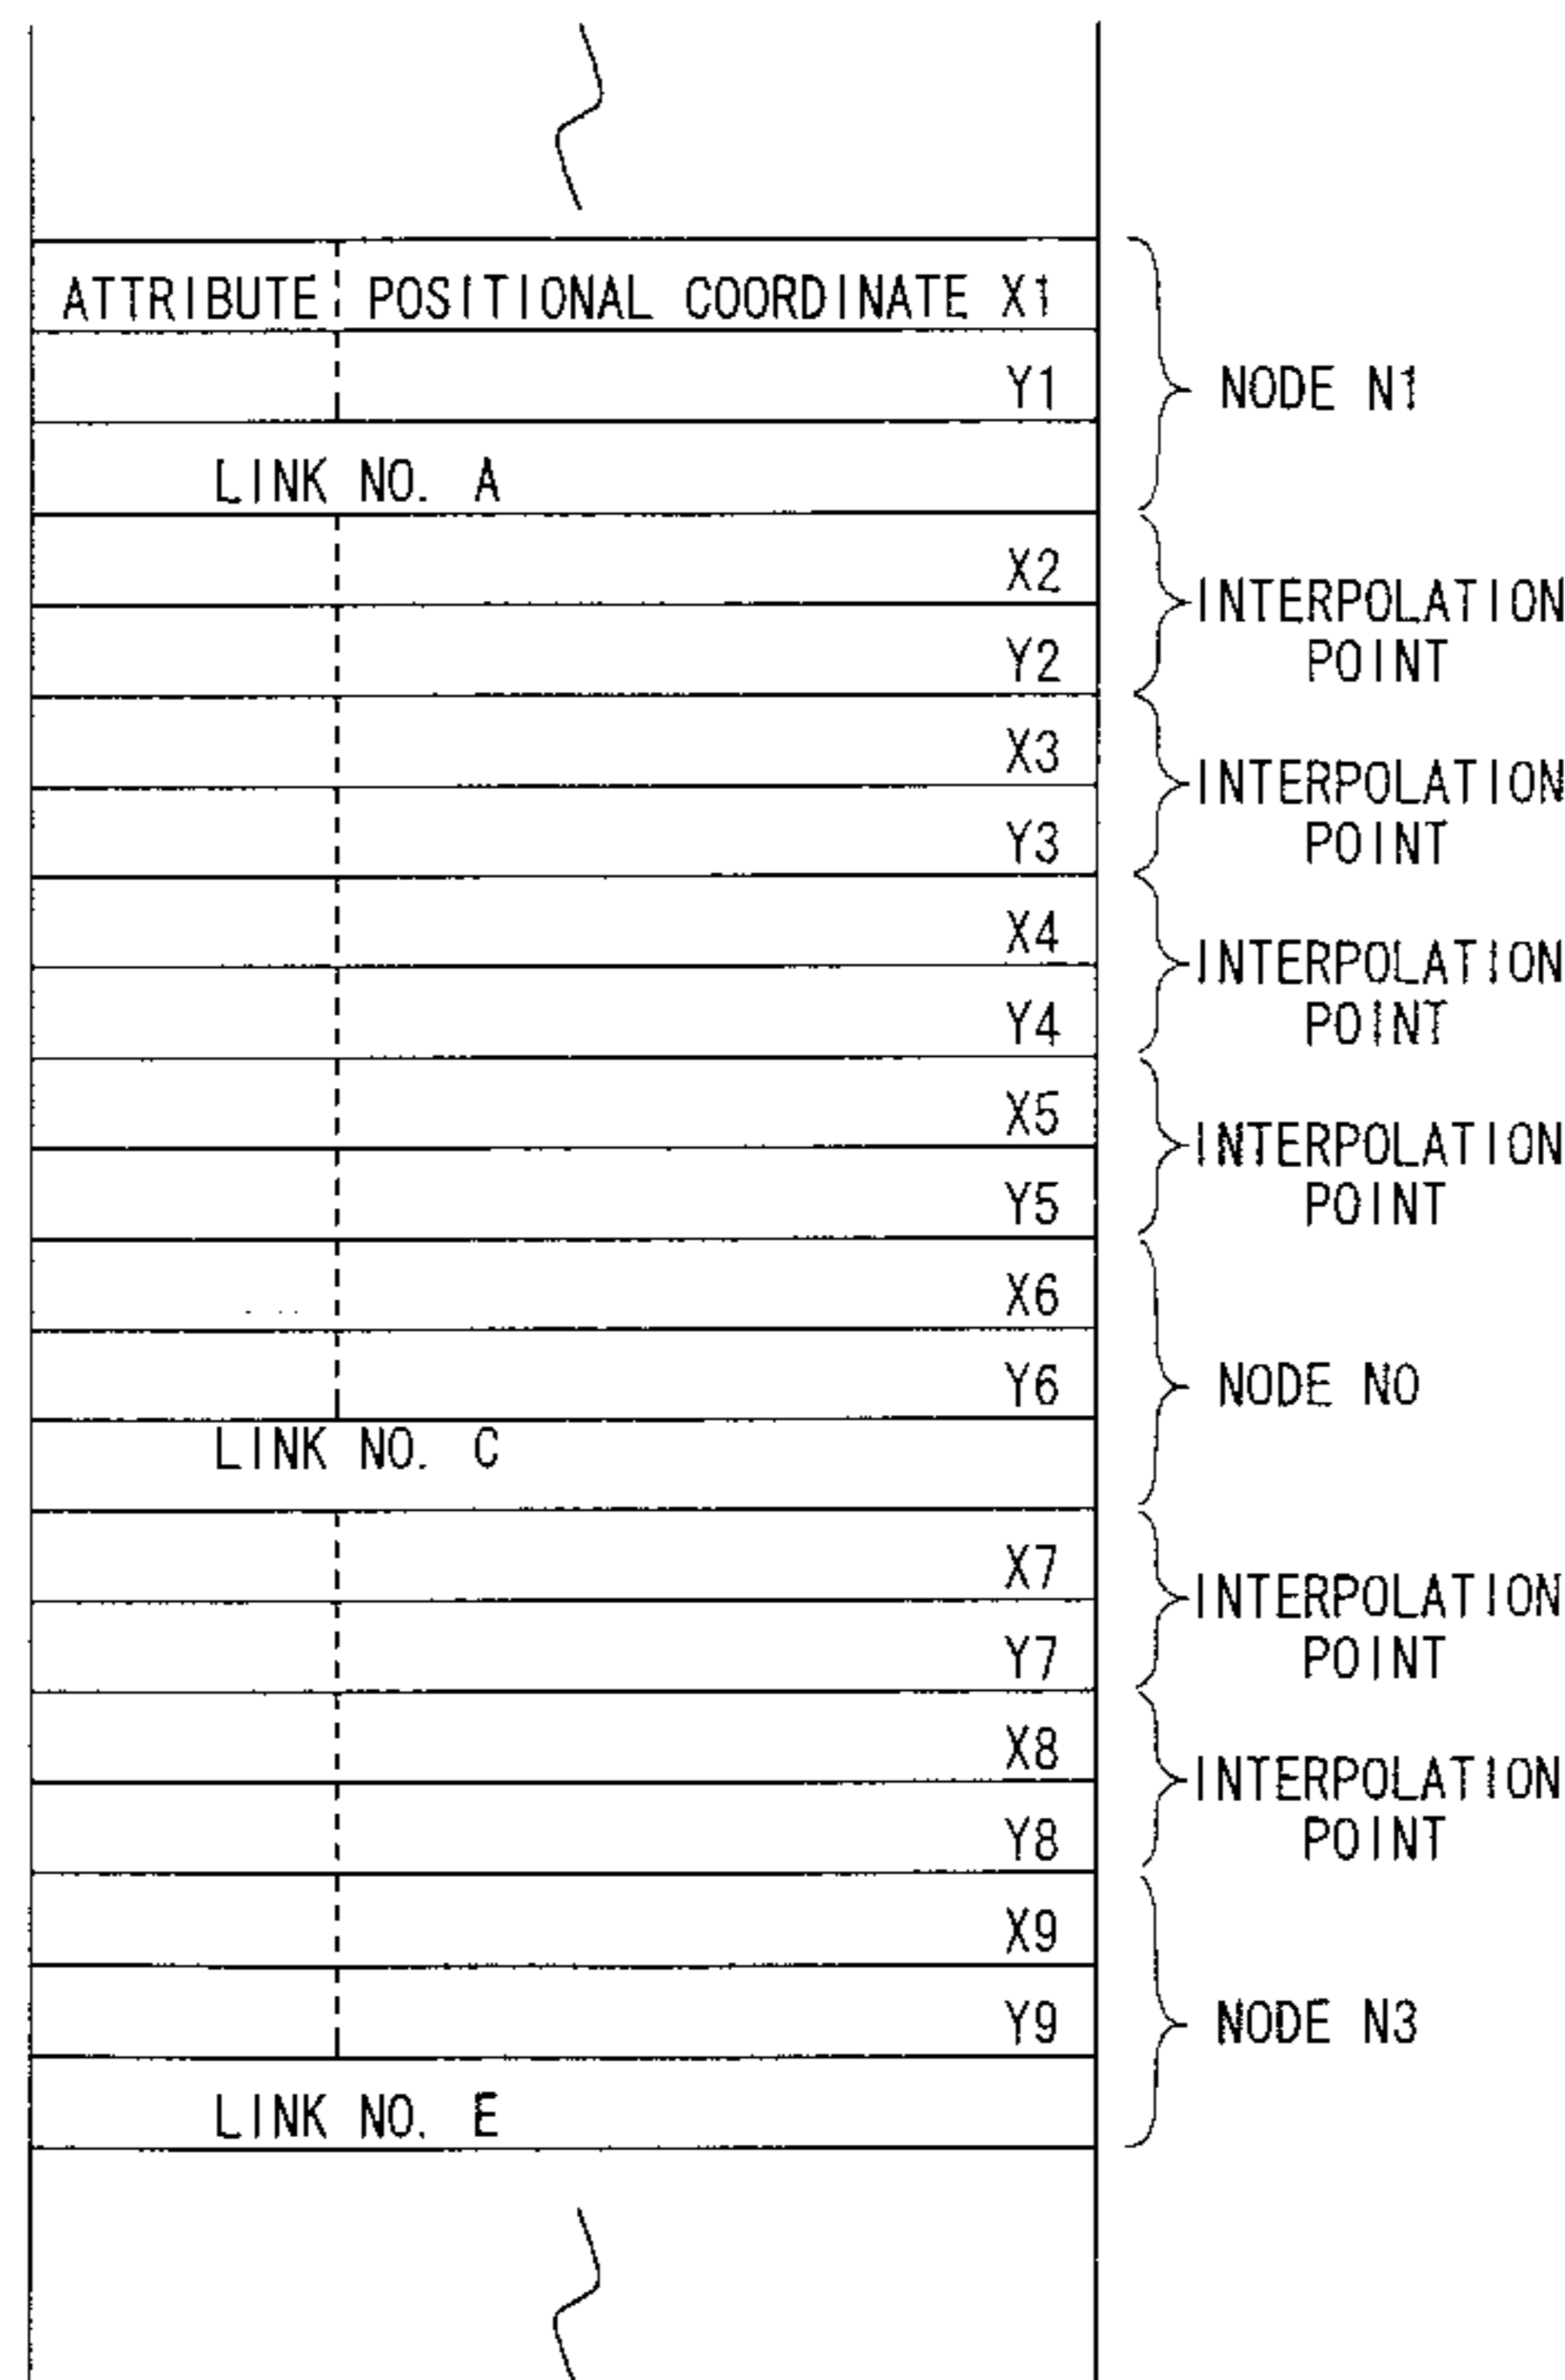 ATTRIBUTE POSITIONAL COORDINATE X1
Y1
NODE N1
LINK NO. A
X2
INTERPOLATION
Y2
POINT
X3
INTERPOLATION
Y3
POINT
X4
INTERPOLATION
Y4
POINT
X5
INTERPOLATION
Y5
POINT
X6
Y6
NODE N0
LINK NO. C
X7
INTERPOLATION
Y7
POINT
X8
INTERPOLATION
Y8
POINT
X9
Y9
NODE N3
LINK NO. E